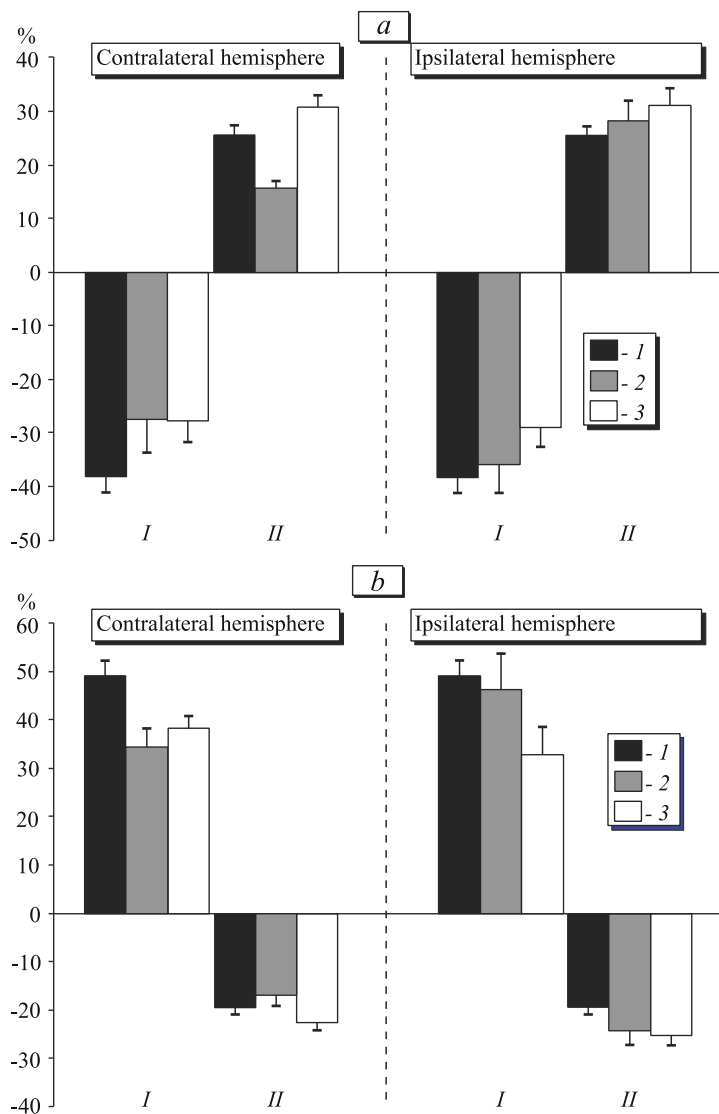 a
%
Contralateral hemisphere
Ipsilateral hemisphere
40
30
20
10
0
-10
-20
-30
-40
-50
- 1
- 2
- 3
I
II
I
II
b
%
Contralateral hemisphere
Ipsilateral hemisphere
60
50
40
30
20
10
0
-10
-20
-30
-40
- 1
- 2
- 3
I
II
I
II